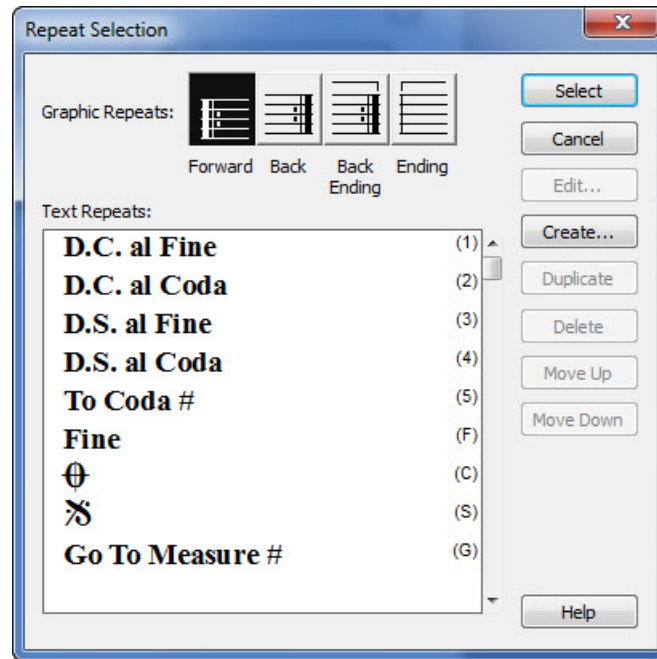 Repeat Selection
Graphic Repeats:
Forward
Back
Back
Ending
Ending
Text Repeats:
D.C. al Fine (1)
D.C. al Coda (2)
D.S. al Fine (3)
D.S. al Coda (4)
To Coda # (5)
Fine (F)
(C)
(S)
Go To Measure # (G)
Select
Cancel
Edit...
Create...
Duplicate
Delete
Move Up
Move Down
Help